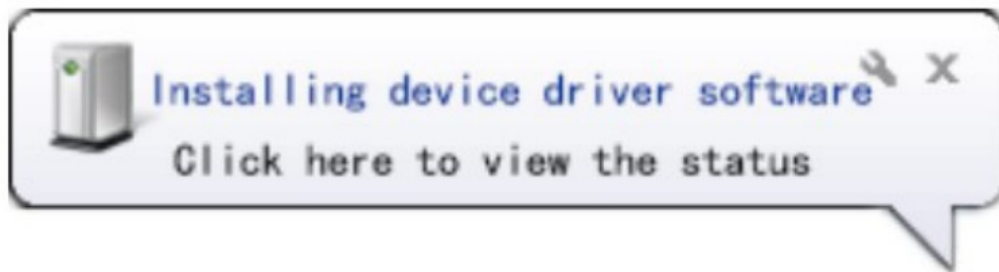 Installing device driver software
Click here to view the status